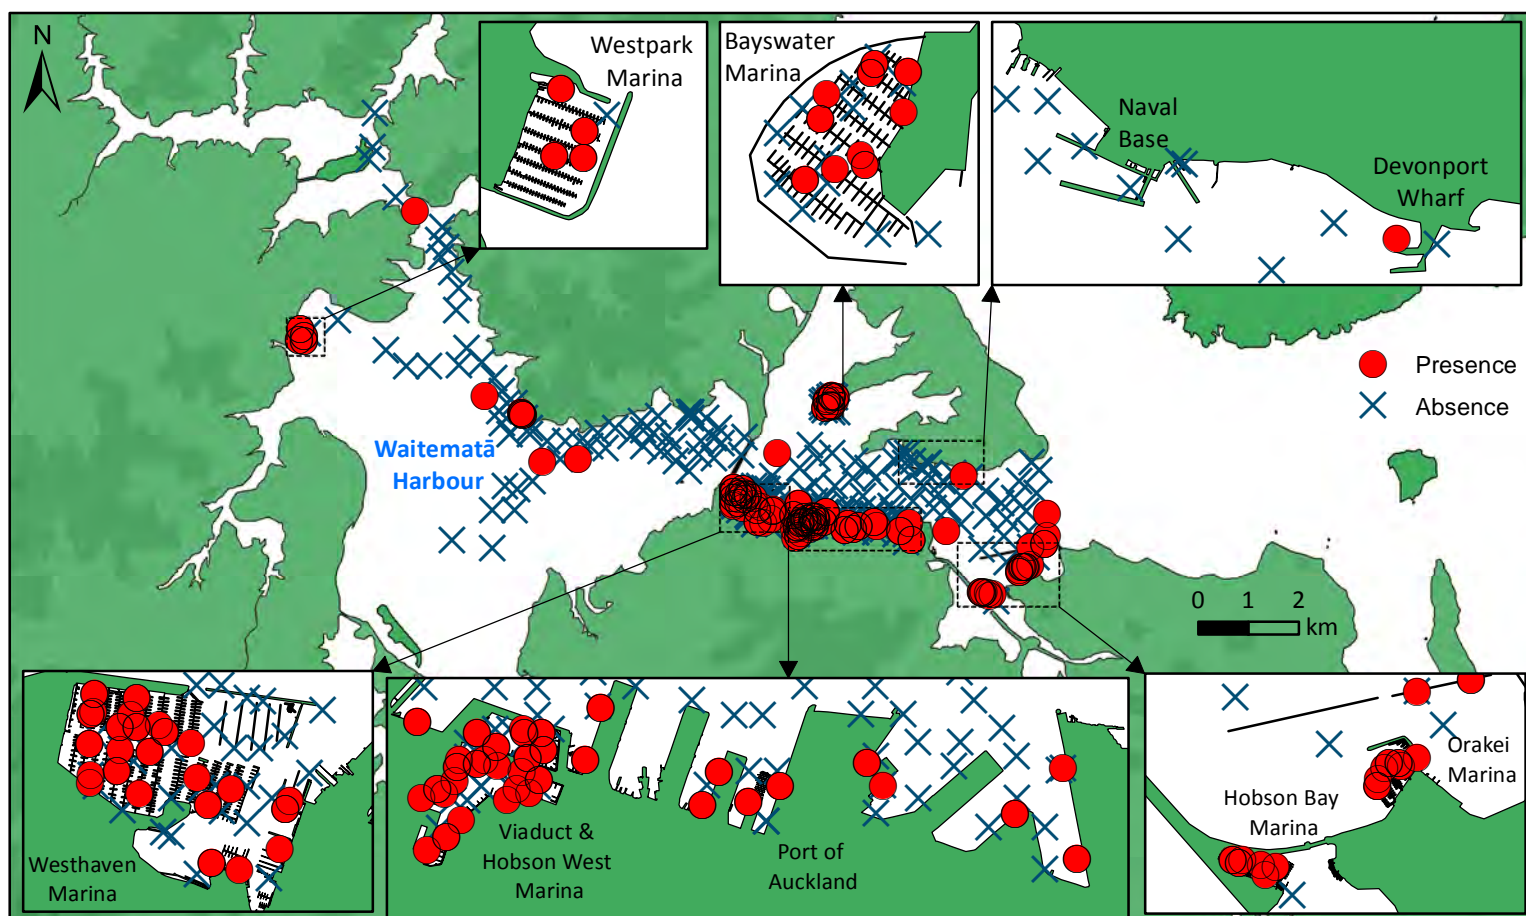 N
Westpark
Marina
Bayswater
Marina
Naval
Base
Devonport
Wharf
Presence
Absence
Waitematā
Harbour
0 1 2
km
Westhaven
Marina
Viaduct &
Hobson West
Marina
Port of
Auckland
Hobson Bay
Marina
Orakei
Marina